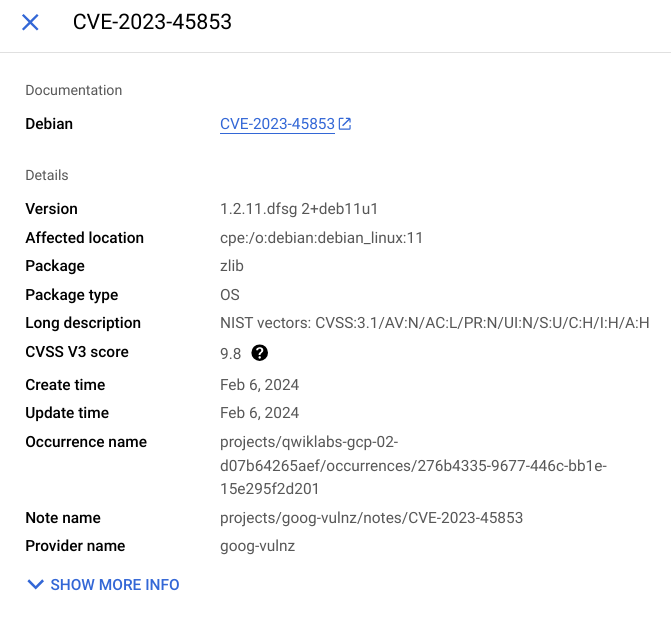 CVE-2023-45853
Documentation
Debian CVE-2023-45853
Details
Version 1.2.11.dfsg 2+deb11u1
Affected location cpe:/o:debian:debian_linux:11
Package zlib
Package type OS
Long description NIST vectors: CVSS:3.1/AV:N/AC:L/PR:N/UI:N/S:U/C:H/I:H/A:H
CVSS V3 score 9.8 ?
Create time Feb 6, 2024
Update time Feb 6, 2024
Occurrence name projects/qwiklabs-gcp-02-
d07b64265aef/occurrences/276b4335-9677-446c-bb1e-
15e295f2d201
Note name projects/goog-vulnz/notes/CVE-2023-45853
Provider name goog-vulnz
SHOW MORE INFO